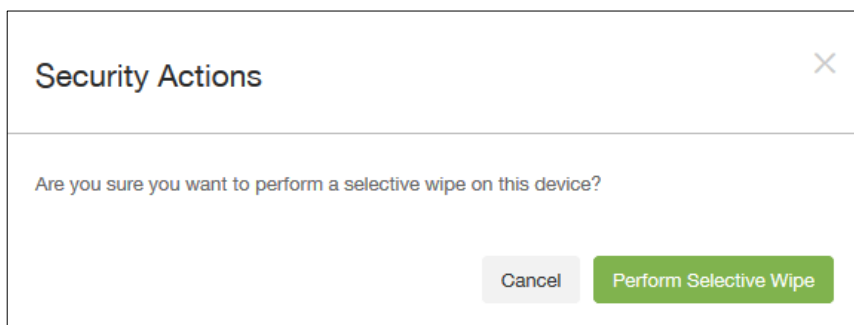 Security Actions
Are you sure you want to perform a selective wipe on this device?
Cancel
Perform Selective Wipe